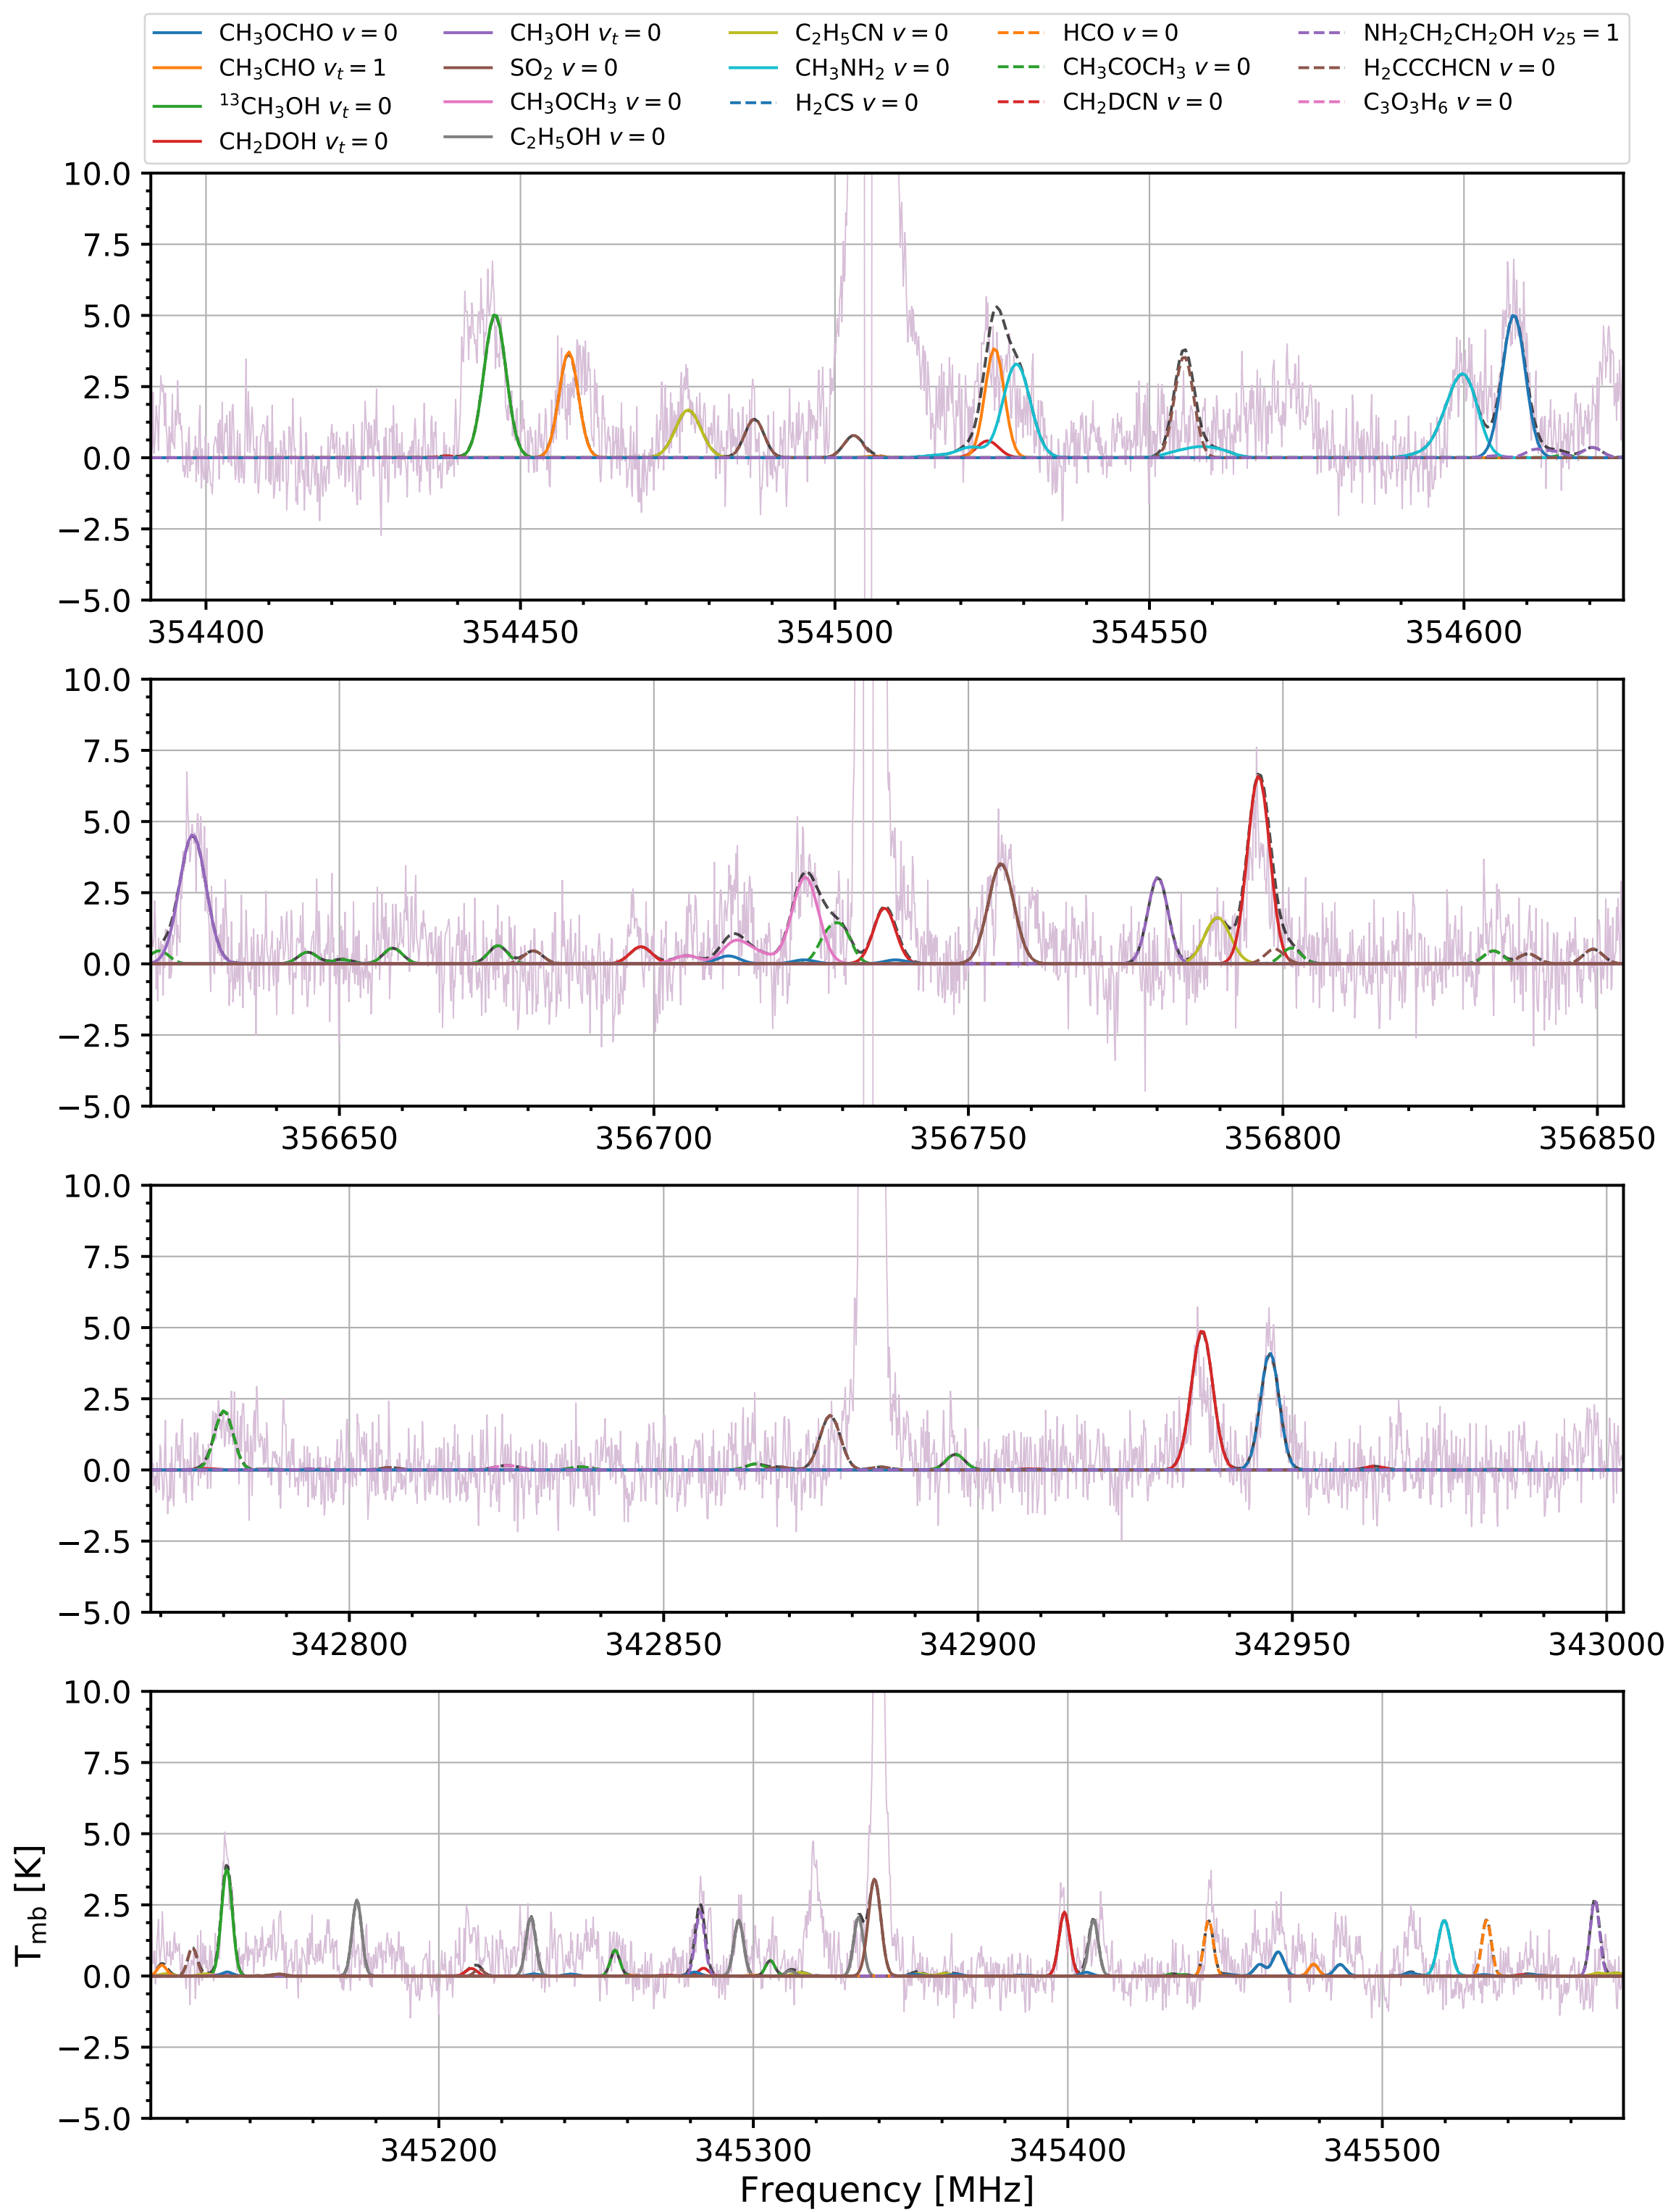 CH₃OCHO v = 0 CH₃OH vₜ = 0 C₂H₅CN v = 0 HCO v = 0 NH₂CH₂CH₂OH v₂₅ = 1
CH₃CHO vₜ = 1 SO₂ v = 0 CH₃NH₂ v = 0 CH₃COCH₃ v = 0 H₂CCCHCN v = 0
¹³CH₃OH vₜ = 0 CH₃OCH₃ v = 0 H₂CS v = 0 CH₂DCN v = 0 C₃O₃H₆ v = 0
CH₂DOH vₜ = 0 C₂H₅OH v = 0
10.0
7.5
5.0
2.5
0.0
−2.5
−5.0
354400 354450 354500 354550 354600
10.0
7.5
5.0
2.5
0.0
−2.5
−5.0
356650 356700 356750 356800 356850
10.0
7.5
5.0
2.5
0.0
−2.5
−5.0
342800 342850 342900 342950 343000
10.0
7.5
5.0
2.5
0.0
−2.5
−5.0
345200 345300 345400 345500
Tmb [K]
Frequency [MHz]